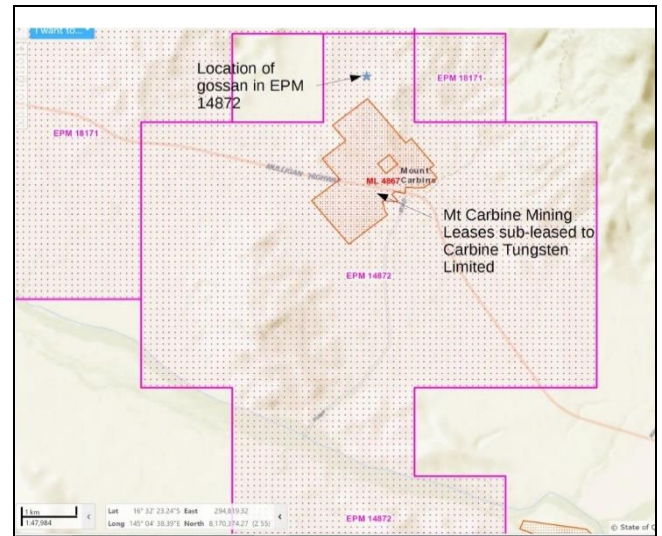 I want to...
Location of
gossan in EPM
14872
EPM 18171
EPM 18171
MULLIGAN HIGHWAY
Mount
ML 4867 Carbine
Mt Carbine Mining
Leases sub-leased to
Carbine Tungsten
Limited
EPM 14872
1 km
1:47,984
Lat 16° 32' 23.24"S East 294,819.32
Long 145° 04' 38.39"E North 8,170,374.27 (Z 55)
EPM 14872
© State of